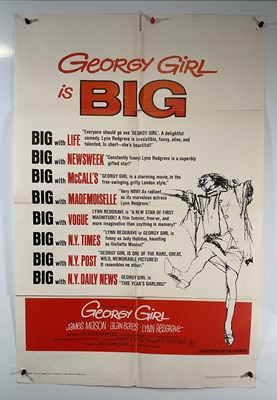 GEORGY GIRL
is BIG
BIG with LIFE "Everyone should go see 'GEORGY GIRL'. A delightful
comedy. Lynn Redgrave is irresistible, funny, alive, and
talented. In short—she's beautiful!"
BIG with NEWSWEEK "Constantly funny! Lynn Redgrave is a superbly
gifted star!"
BIG with McCALL'S "GEORGY GIRL is a charming movie, in the
free-swinging, gritty London style."
BIG with MADEMOISELLE "Very NOW! As radiant
as its marvelous actress
Lynn Redgrave."
BIG with VOGUE LYNN REDGRAVE IS "A NEW STAR OF FIRST
MAGNITUDE! A film funnier, free-er, and
more imaginative than anything in memory!"
BIG with N.Y. TIMES "LYNN REDGRAVE in GEORGY GIRL is
funny as Judy Holliday, haunting
as Giulietta Masina!"
BIG with N.Y. POST "GEORGY GIRL IS ONE OF THE RARE, GREAT,
WILD, MEMORABLE PICTURES!
It resembles no other."
BIG with N.Y. DAILY NEWS GEORGY GIRL is
"THIS YEAR'S DARLING!"
GEORGY GIRL
JAMES MASON ALAN BATES LYNN REDGRAVE